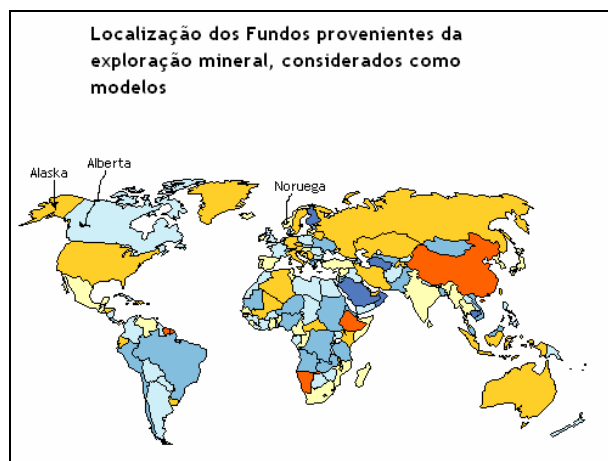 Localização dos Fundos provenientes da
exploração mineral, considerados como
modelos
Alaska
Alberta
Noruega